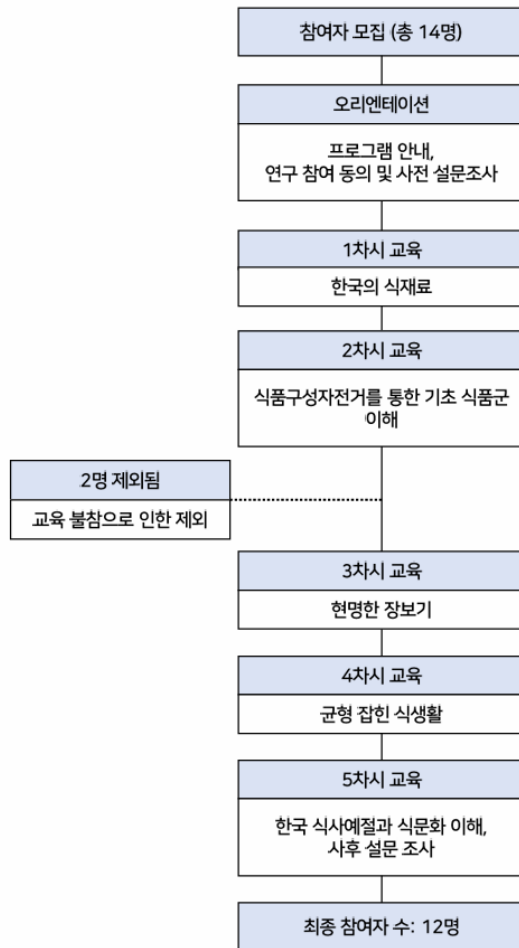 참여자 모집 (총 14명)
오리엔테이션
프로그램 안내,
연구 참여 동의 및 사전 설문조사
1차시 교육
한국의 식재료
2차시 교육
식품구성자전거를 통한 기초 식품군
이해
2명 제외됨
교육 불참으로 인한 제외
3차시 교육
현명한 장보기
4차시 교육
균형 잡힌 식생활
5차시 교육
한국 식사예절과 식문화 이해,
사후 설문 조사
최종 참여자 수: 12명